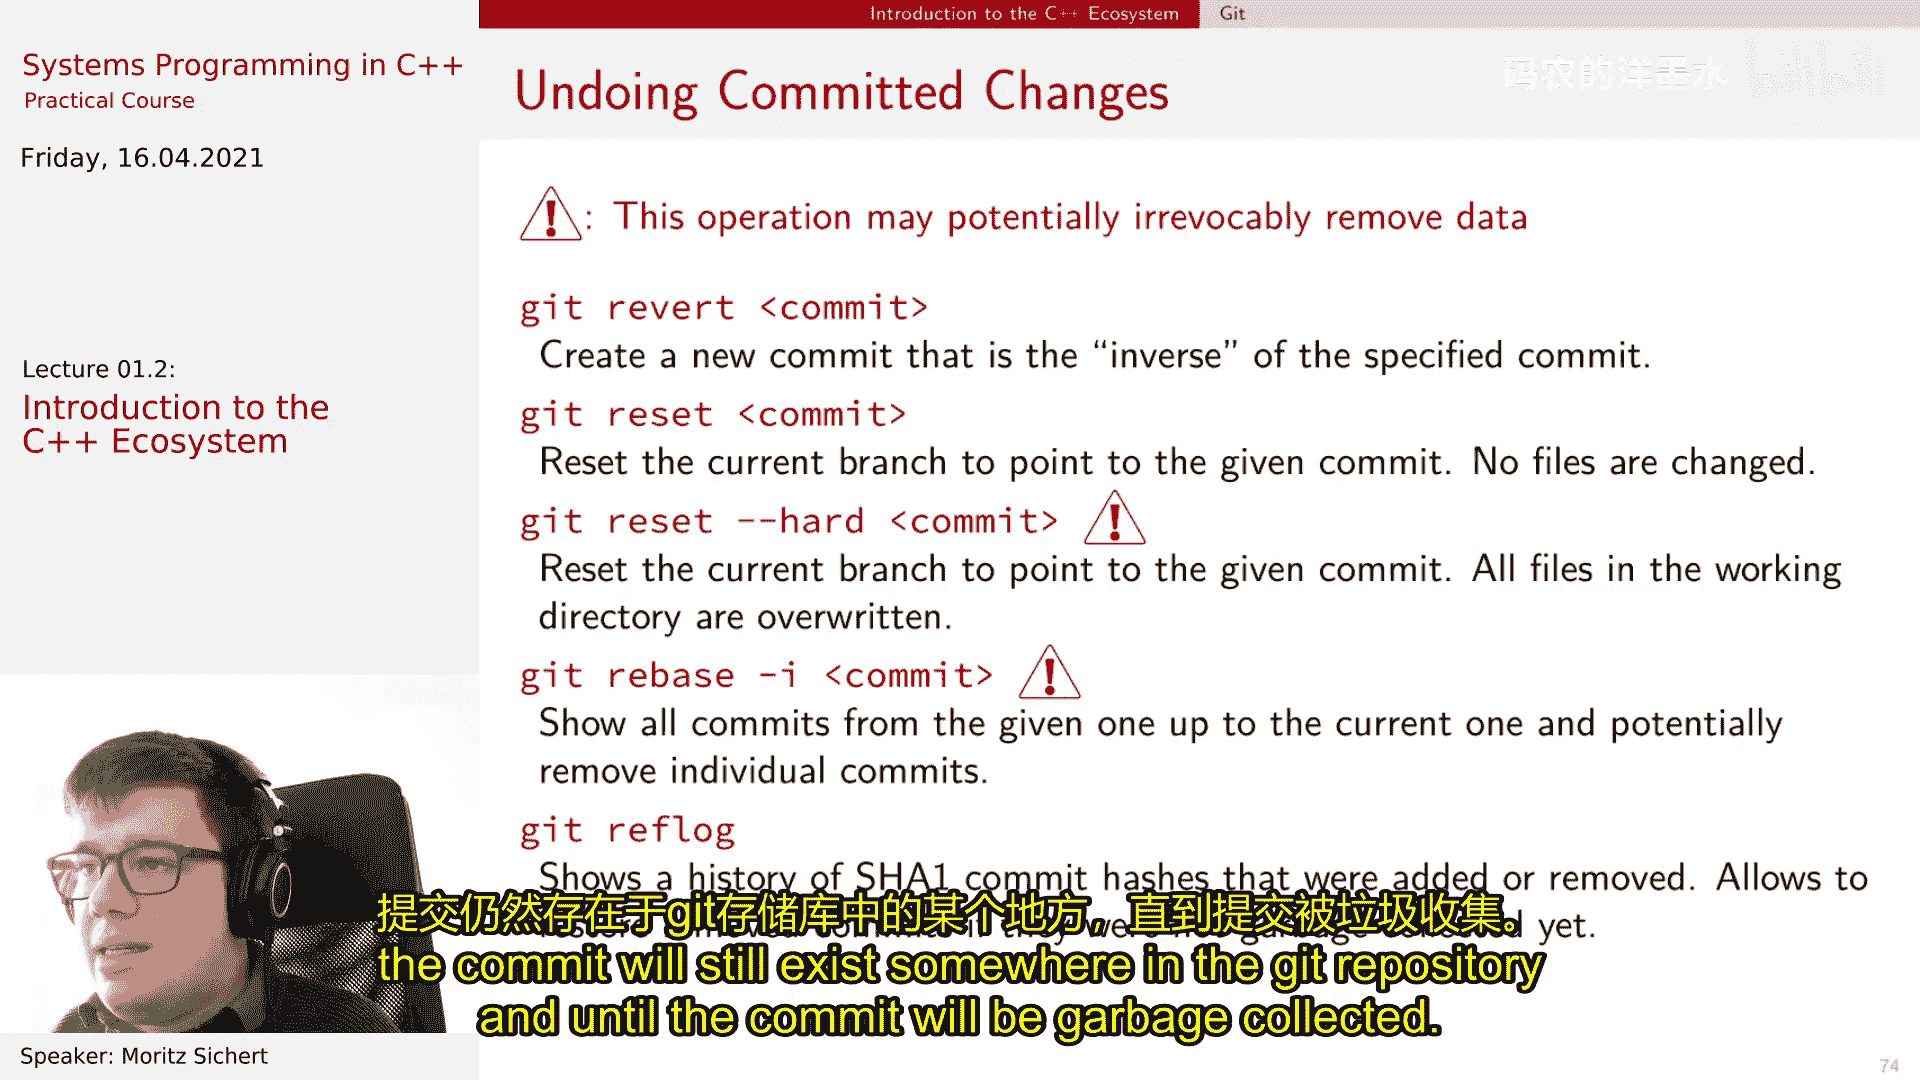 Introduction to the C++ Ecosystem
Git
Systems Programming in C++
Practical Course
Friday, 16.04.2021
Lecture 01.2:
Introduction to the
C++ Ecosystem
码农的洋墨水
Undoing Committed Changes
: This operation may potentially irrevocably remove data
git revert <commit>
Create a new commit that is the “inverse” of the specified commit.
git reset <commit>
Reset the current branch to point to the given commit. No files are changed.
git reset --hard <commit>
Reset the current branch to point to the given commit. All files in the working
directory are overwritten.
git rebase -i <commit>
Show all commits from the given one up to the current one and potentially
remove individual commits.
git reflog
Shows a history of SHA1 commit hashes that were added or removed. Allows to
yet.
提交仍然存在于git存储库中的某个地方，直到提交被垃圾收集。
the commit will still exist somewhere in the git repository
and until the commit will be garbage collected.
Speaker: Moritz Sichert
74